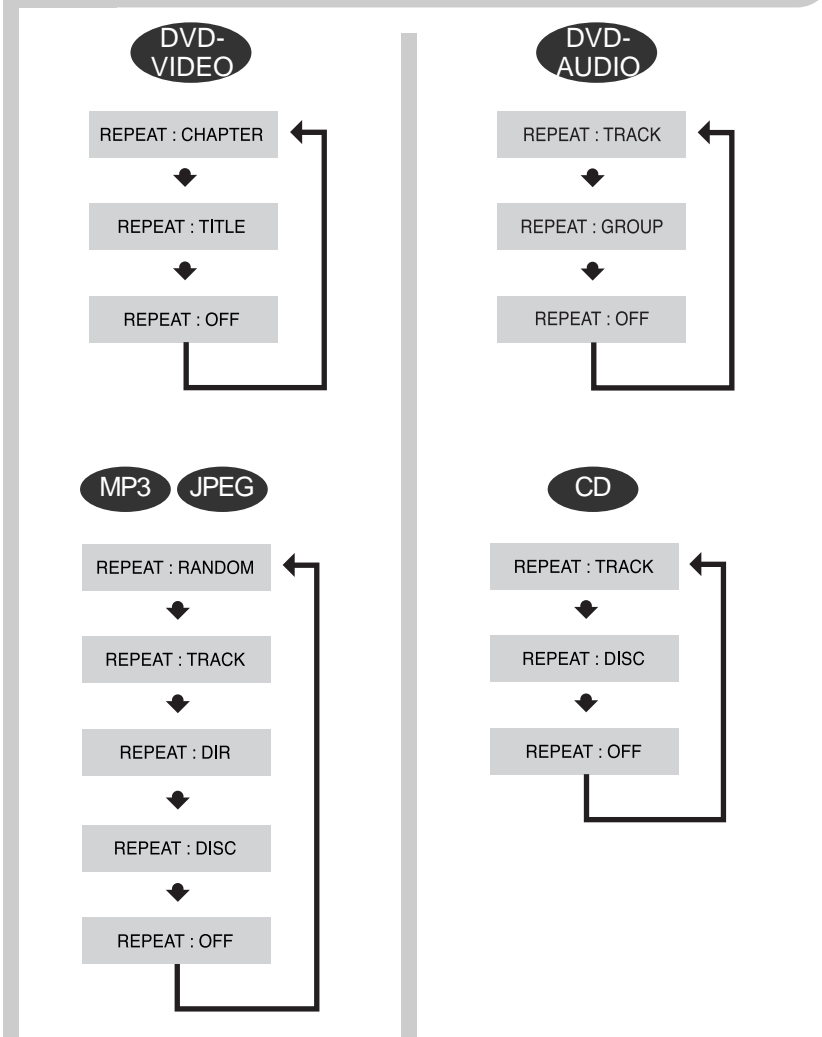 DVD-
VIDEO
REPEAT : CHAPTER
REPEAT : TITLE
REPEAT : OFF
DVD-
AUDIO
REPEAT : TRACK
REPEAT : GROUP
REPEAT : OFF
MP3 JPEG
REPEAT : RANDOM
REPEAT : TRACK
REPEAT : DIR
REPEAT : DISC
REPEAT : OFF
CD
REPEAT : TRACK
REPEAT : DISC
REPEAT : OFF